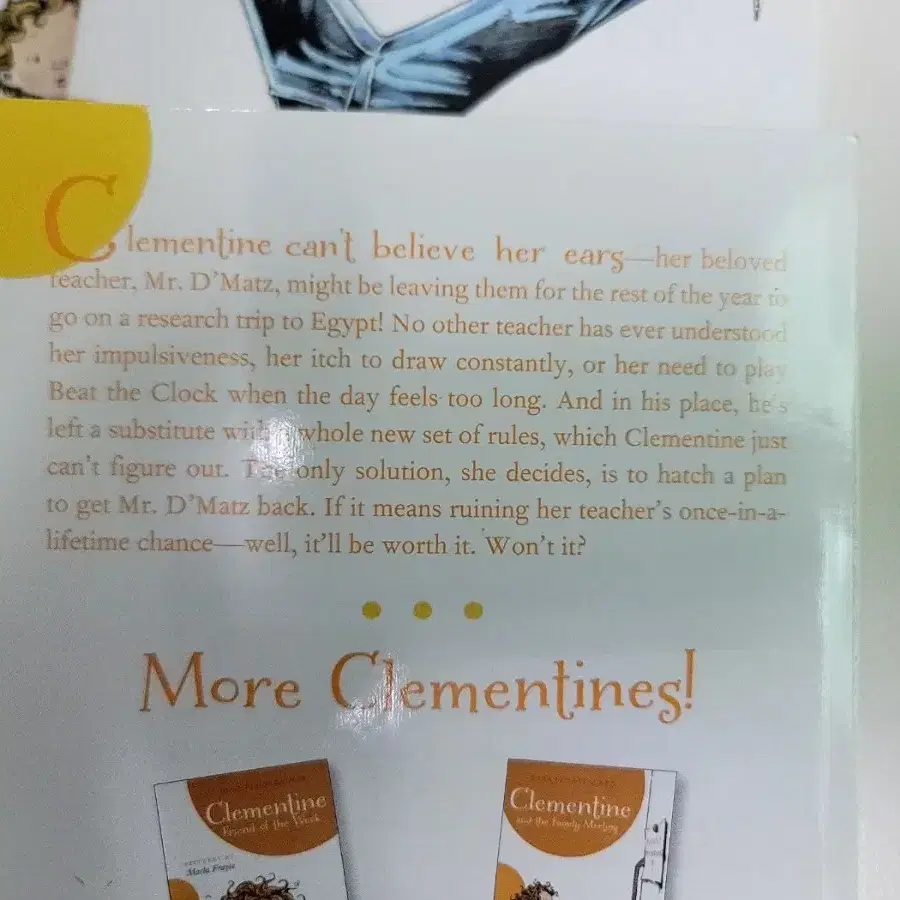 Clementine can't believe her ears—her beloved
teacher, Mr. D'Matz, might be leaving them for the rest of the year to
go on a research trip to Egypt! No other teacher has ever understood
her impulsiveness, her itch to draw constantly, or her need to play
Beat the Clock when the day feels too long. And in his place, he's
left a substitute with a whole new set of rules, which Clementine just
can't figure out. The only solution, she decides, is to hatch a plan
to get Mr. D'Matz back. If it means ruining her teacher's once-in-a-
lifetime chance—well, it'll be worth it. Won't it?
More Clementines!
Clementine
Friend of the Week
Marla Frazee
Clementine
and the Family Meeting